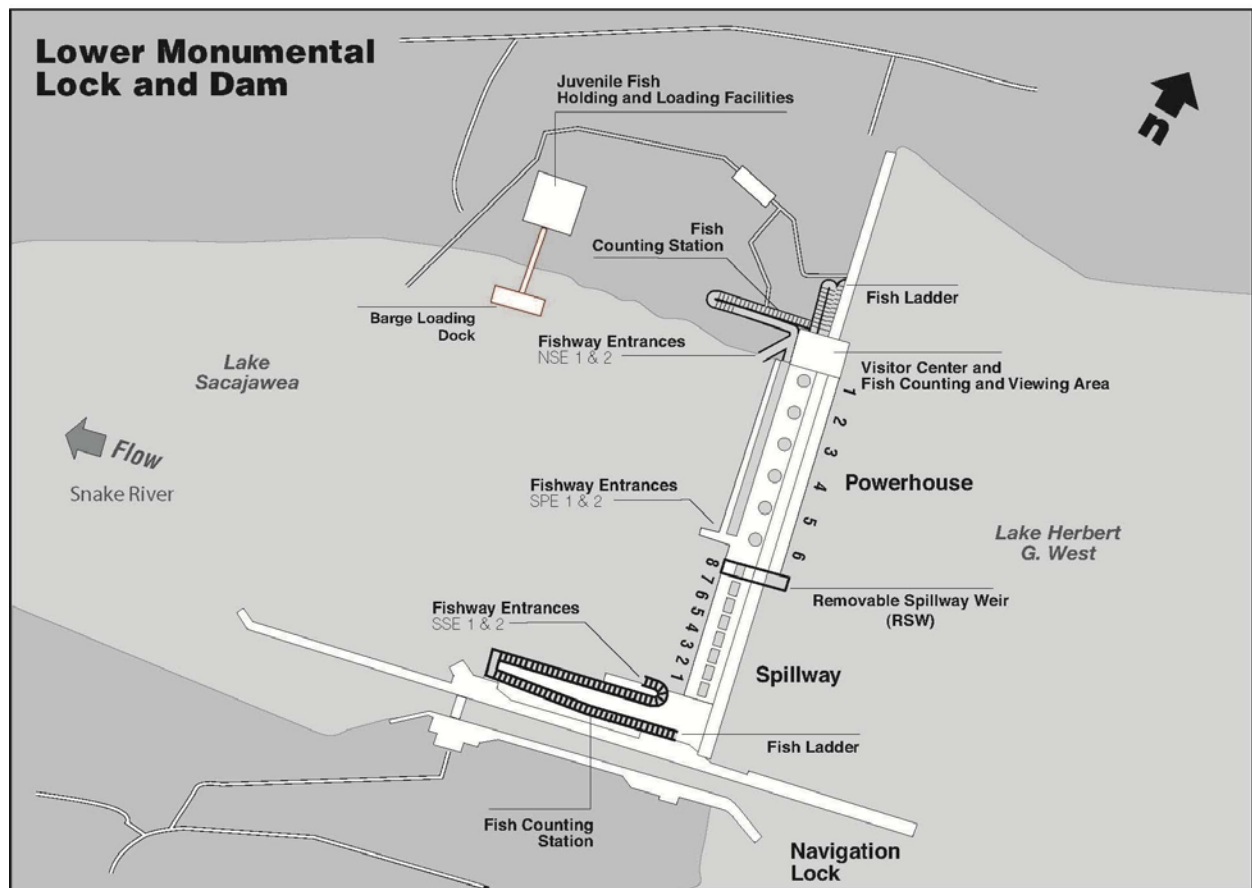 Lower Monumental
Lock and Dam
n
Juvenile Fish
Holding and Loading Facilities
Fish
Counting Station
Fish Ladder
Barge Loading
Dock
Fishway Entrances
NSE 1 & 2
Visitor Center and
Fish Counting and Viewing Area
Lake
Sacajawea
1
2
3
4
5
6
Flow
Snake River
Fishway Entrances
SPE 1 & 2
Powerhouse
Lake Herbert
G. West
8
7
6
5
4
3
2
1
Removable Spillway Weir
(RSW)
Fishway Entrances
SSE 1 & 2
Spillway
Fish Ladder
Fish Counting
Station
Navigation
Lock